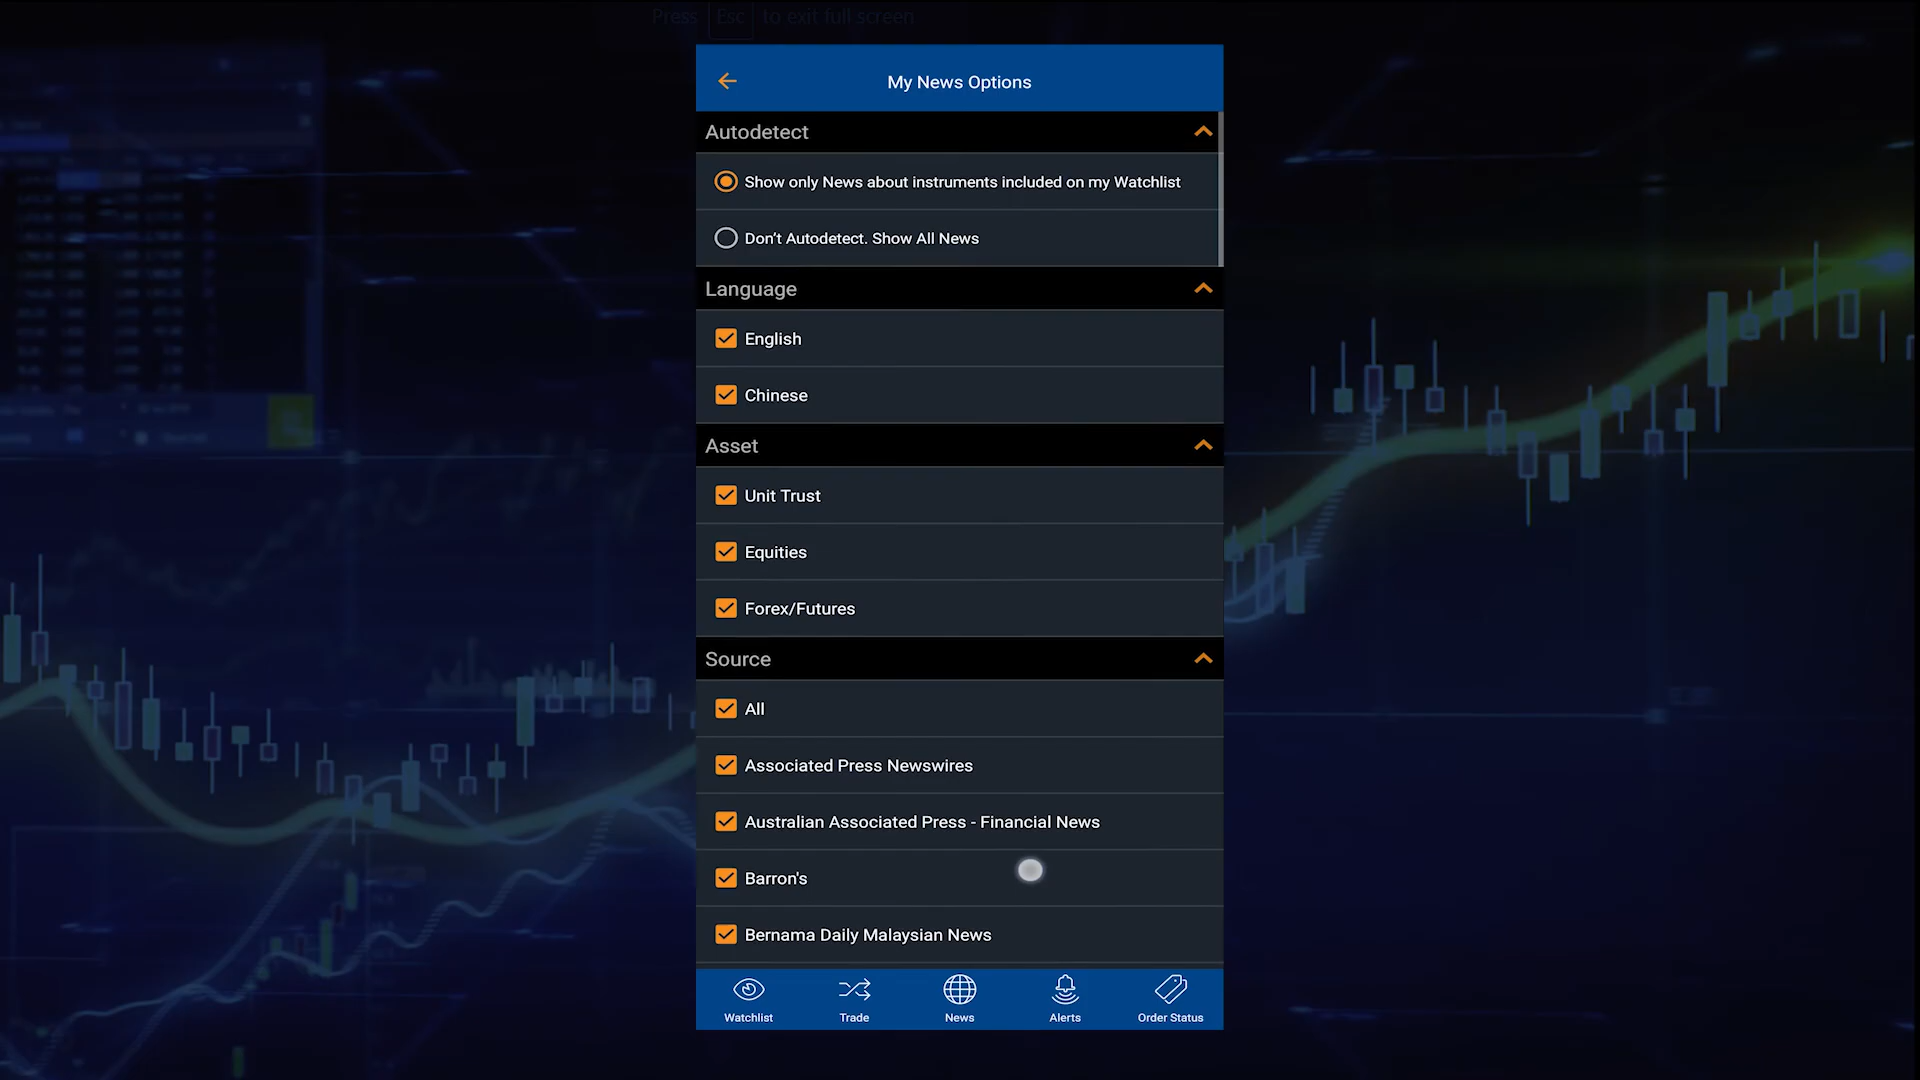 Press Esc to exit full screen
My News Options
Autodetect
Show only News about instruments included on my Watchlist
Don't Autodetect. Show All News
Language
English
Chinese
Asset
Unit Trust
Equities
Forex/Futures
Source
All
Associated Press Newswires
Australian Associated Press - Financial News
Barron's
Bernama Daily Malaysian News
Watchlist Trade News Alerts Order Status